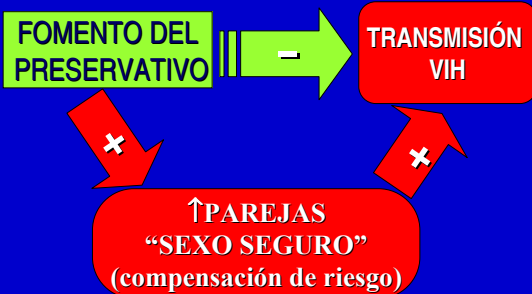 FOMENTO DEL
PRESERVATIVO
-
TRANSMISIÓN
VIH
+
+
↑PAREJAS
“SEXO SEGURO”
(compensación de riesgo)